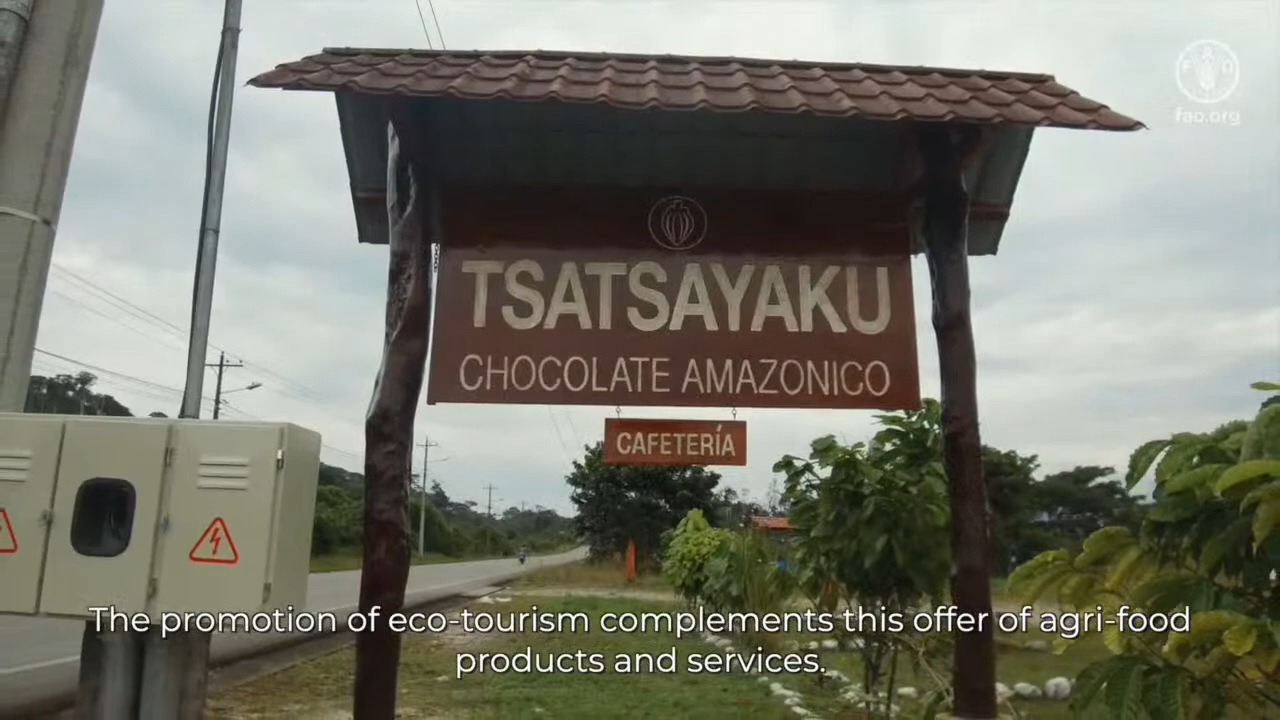 FAO
fao.org
TSATSAYAKU
CHOCOLATE AMAZONICO
CAFETERÍA
The promotion of eco-tourism complements this offer of agri-food
products and services.